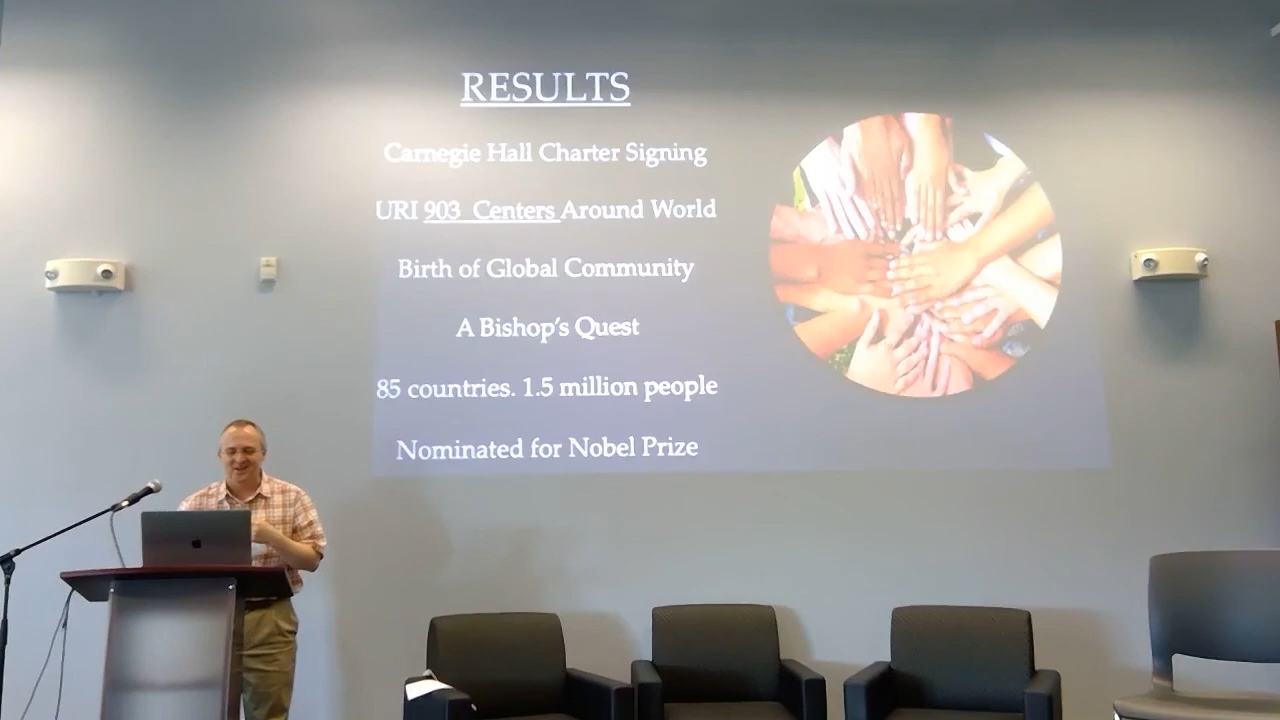 RESULTS
Carnegie Hall Charter Signing
URI 903 Centers Around World
Birth of Global Community
A Bishop's Quest
85 countries. 1.5 million people
Nominated for Nobel Prize